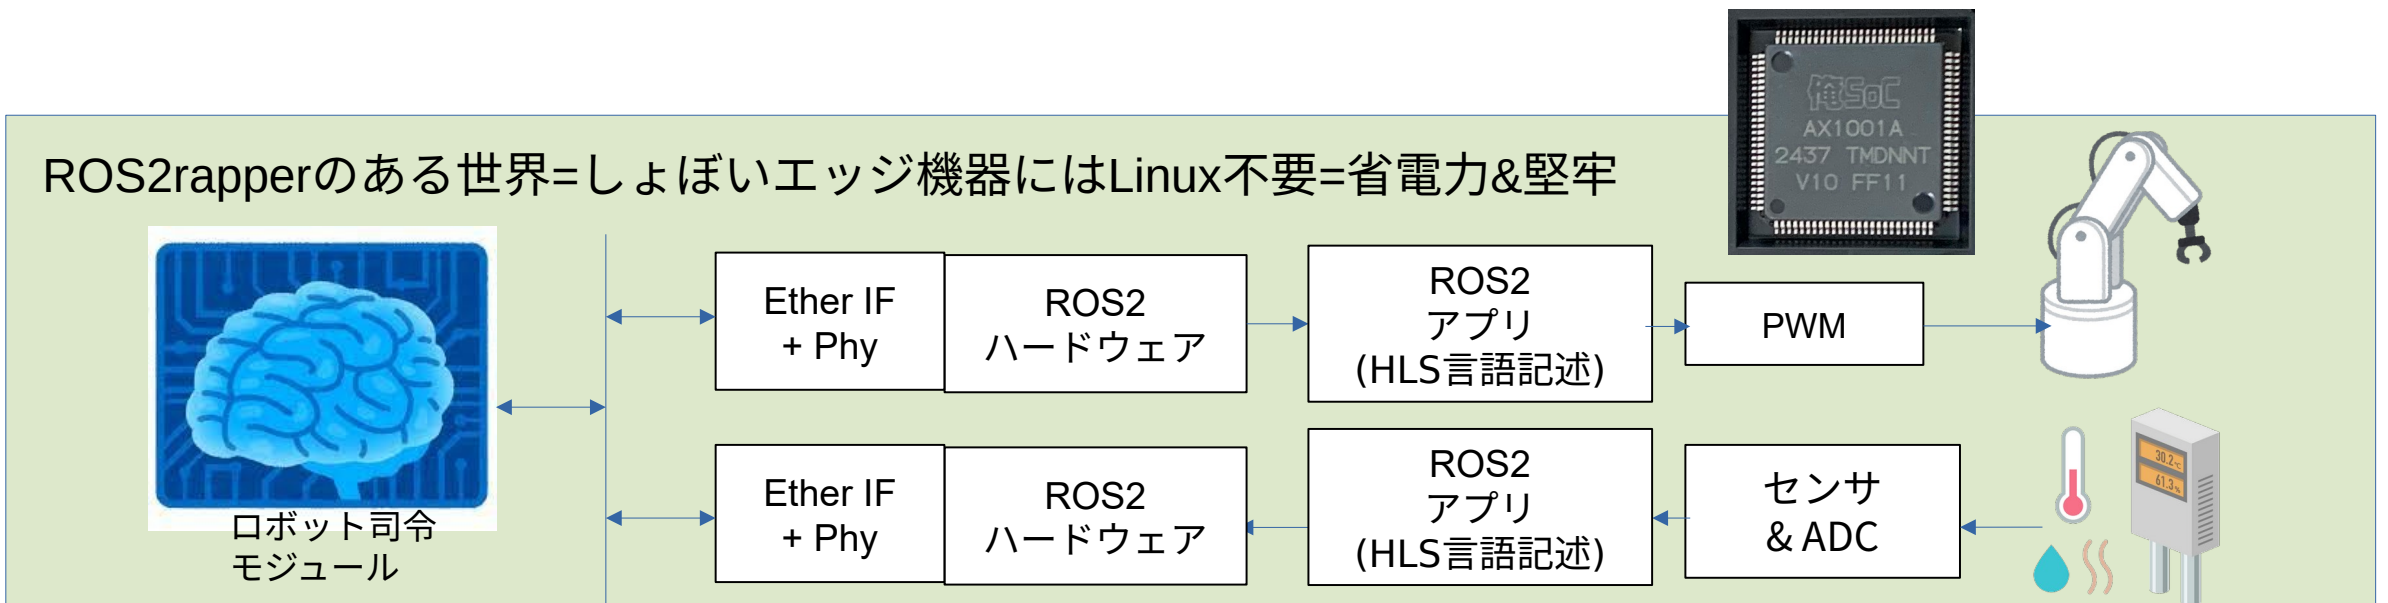 俺SoC
AX1001A
2437 TMDNNT
V10 FF11
ROS2rapperのある世界=しょぼいエッジ機器にはLinux不要=省電力&堅牢
ロボット司令
モジュール
Ether IF
+ Phy
ROS2
ハードウェア
ROS2
アプリ
(HLS言語記述)
PWM
Ether IF
+ Phy
ROS2
ハードウェア
ROS2
アプリ
(HLS言語記述)
センサ
& ADC
30.2℃
61.3%